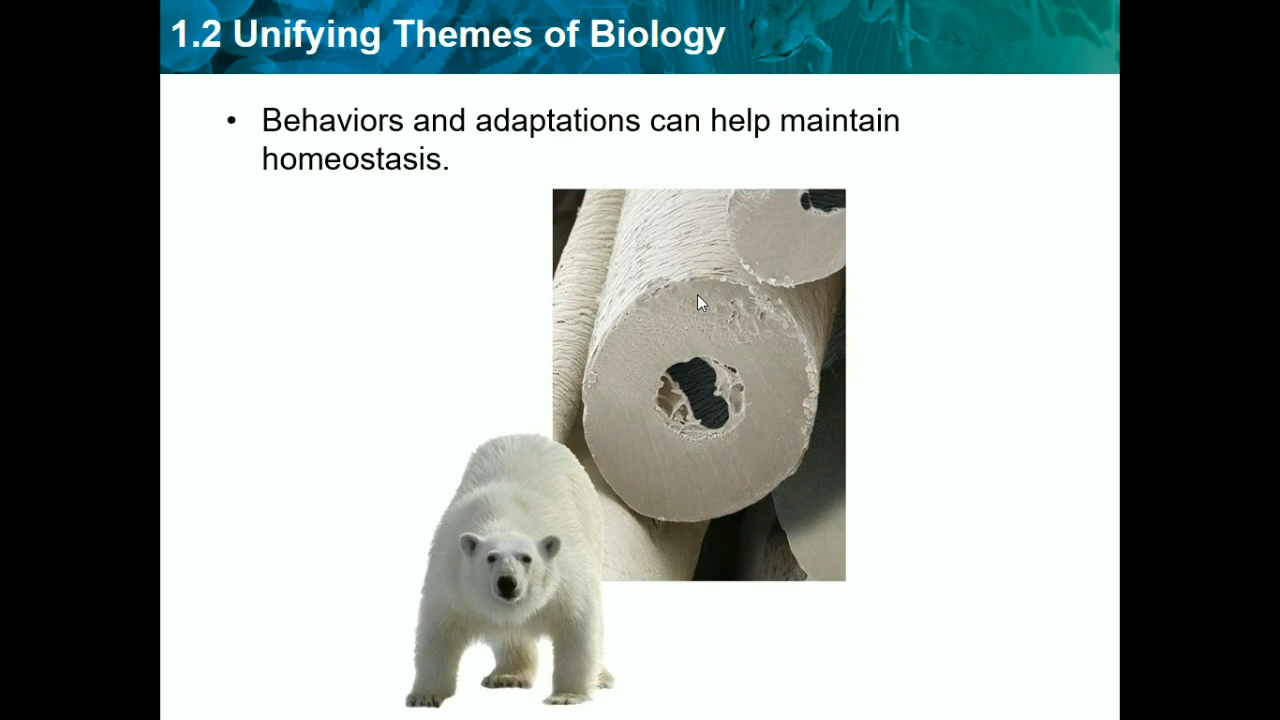 1.2 Unifying Themes of Biology
• Behaviors and adaptations can help maintain
homeostasis.